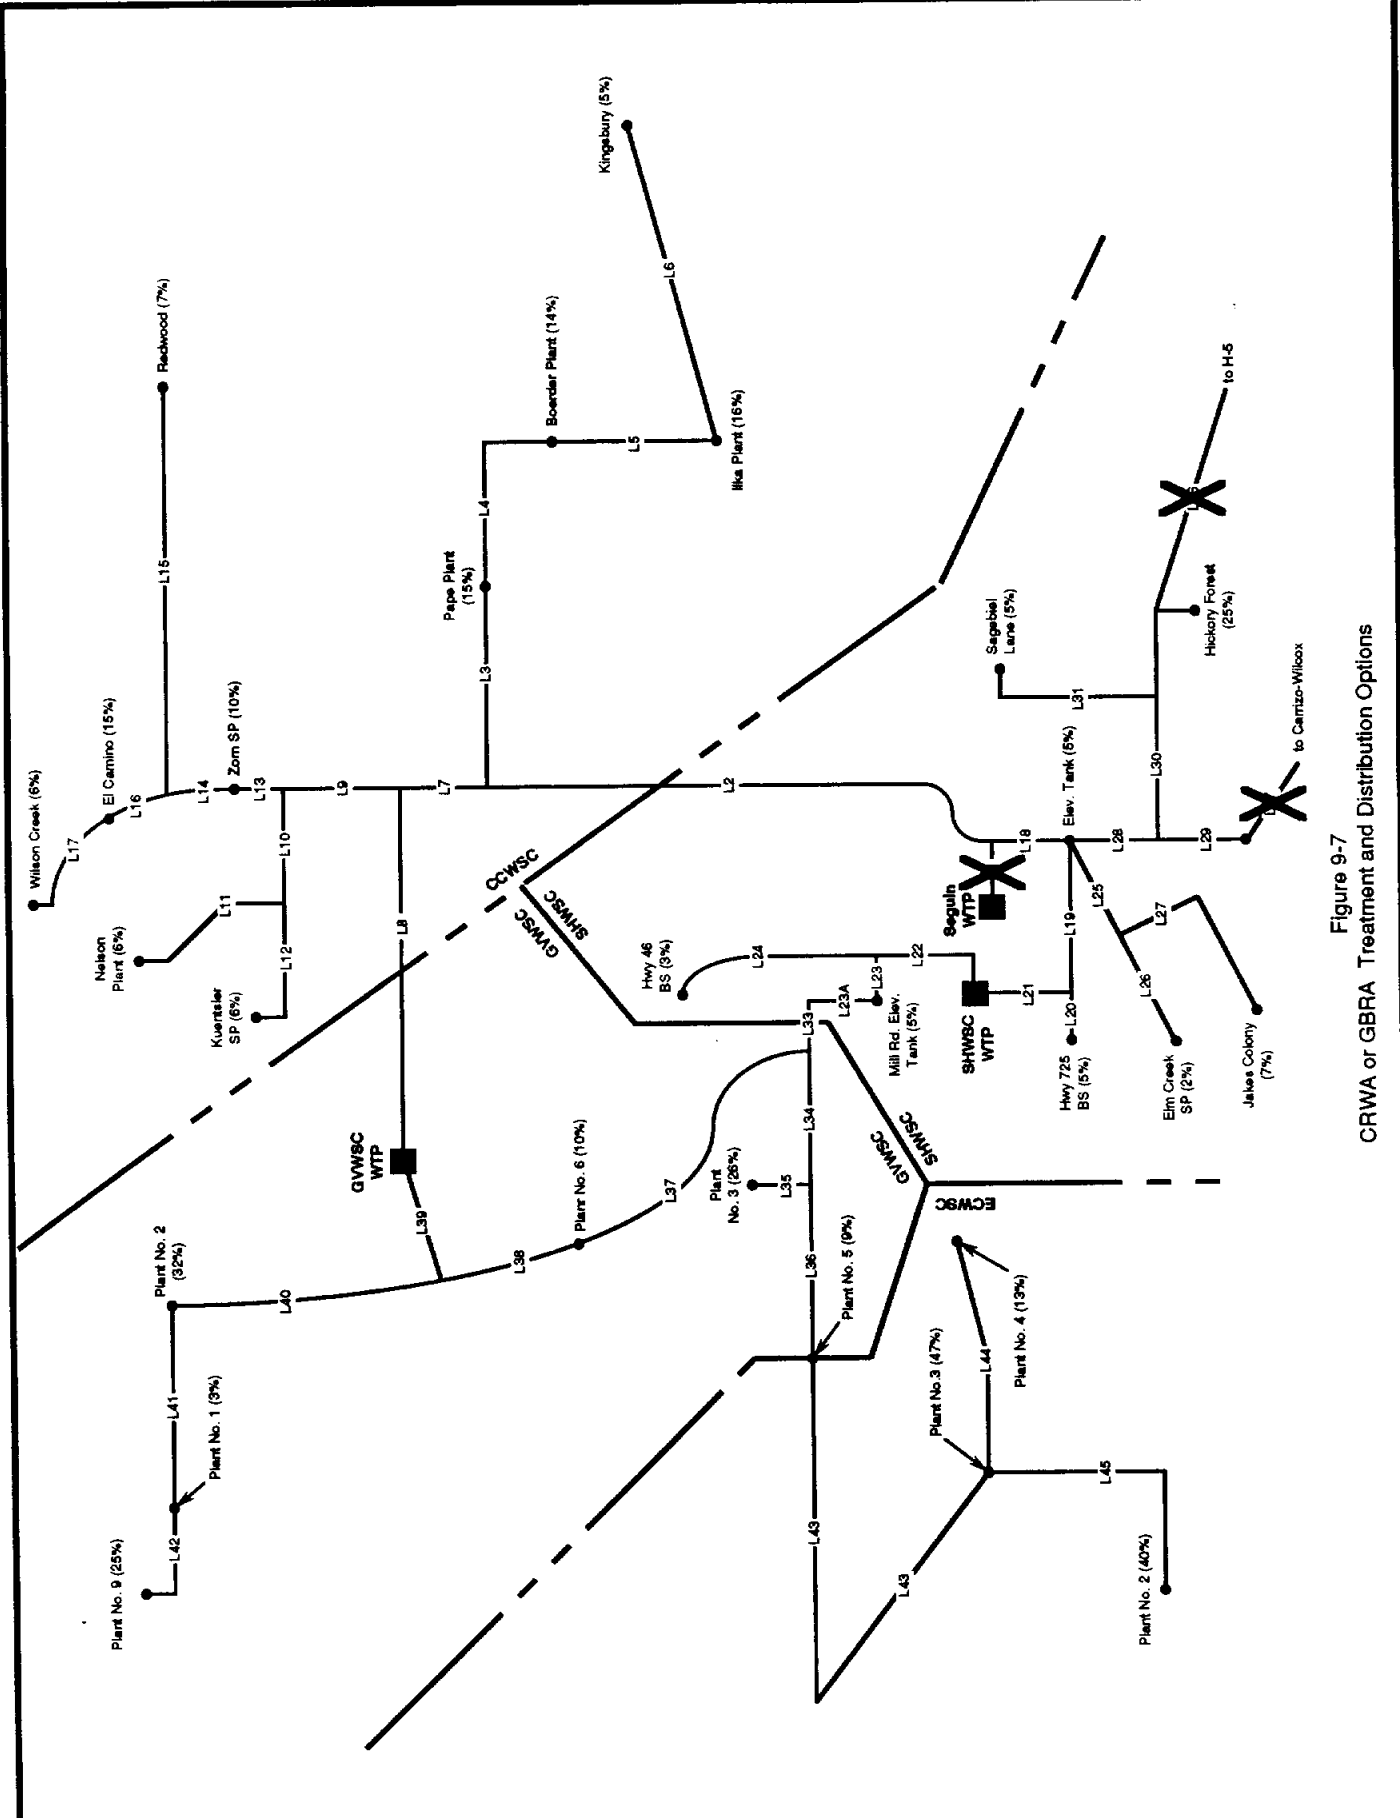 Wilson Creek (6%)
L17
El Camino (15%)
L16
Redwood (7%)
L15
L14
Zorn SP (10%)
L13
L9
L10
Nelson
Plant (6%)
L11
L12
Kuentsler
SP (6%)
L7
L8
Kingsbury (5%)
L6
Boerder Plant (14%)
L5
Ilka Plant (16%)
L4
Pape Plant
(15%)
L3
L2
CCWSC
GVWSC
SHWSC
GVWSC
WTP
L39
Plant No. 2
(32%)
L40
L41
Plant No. 1 (3%)
L42
Plant No. 9 (25%)
L38
Plant No. 6 (10%)
L37
Plant
No. 3 (26%)
L35
L34
L33
L36
Plant No. 5 (9%)
Hwy 46
BS (3%)
L24
L22
L23
L23A
Mill Rd. Elev.
Tank (5%)
SHWSC
WTP
L21
Seguin
WTP
L18
Elev. Tank (5%)
L19
L20
Hwy 725
BS (5%)
L25
L26
Elm Creek
SP (2%)
L27
Jakes Colony
(7%)
L28
L29
to Carrizo-Wilcox
L30
L31
Sagebiel
Lane (5%)
Hickory Forest
(25%)
to H-5
GVWSC
SHWSC
ECWSC
L43
L43
Plant No.3 (47%)
L44
Plant No. 4 (13%)
L45
Plant No. 2 (40%)
Figure 9-7
CRWA or GBRA Treatment and Distribution Options